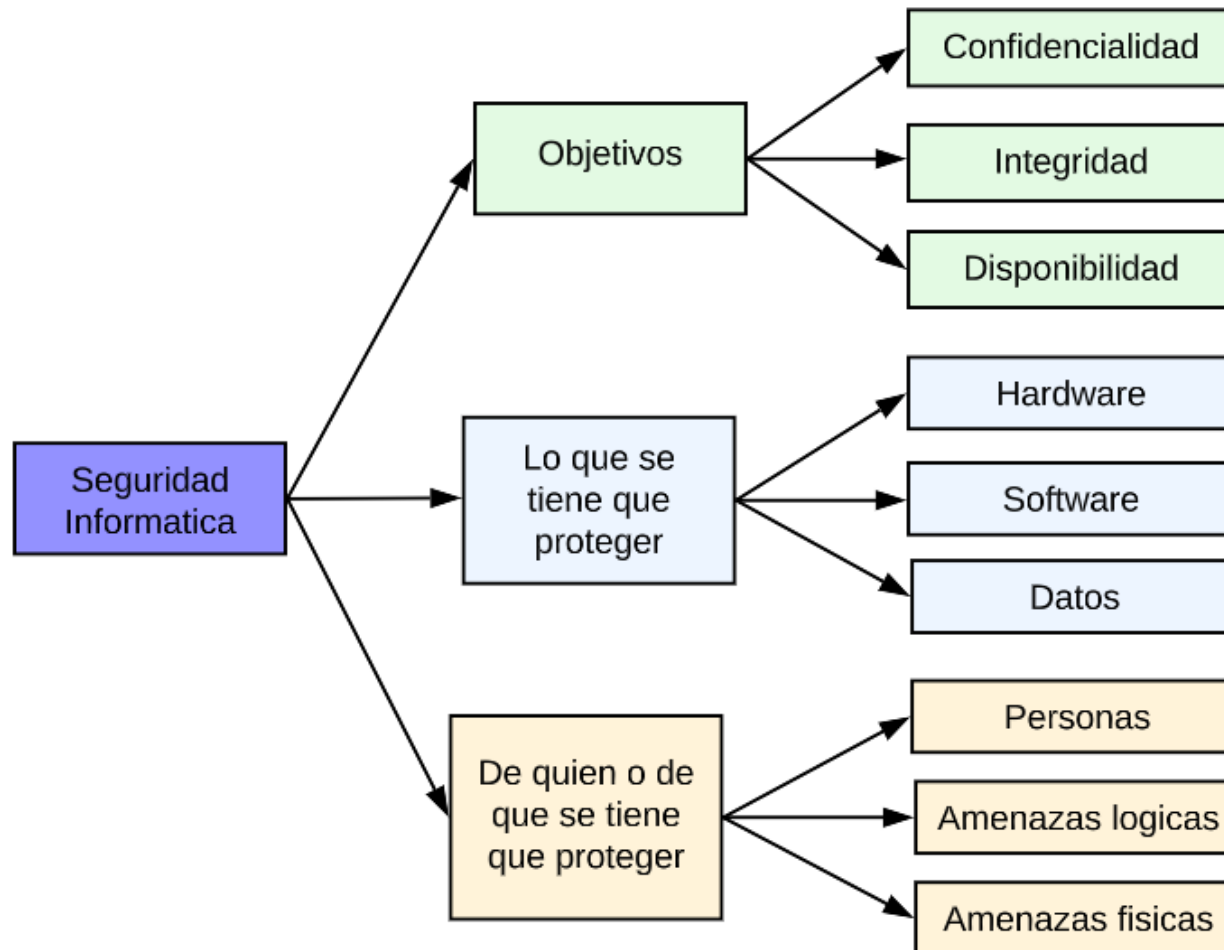 Seguridad
Informatica
Objetivos
Confidencialidad
Integridad
Disponibilidad
Lo que se
tiene que
proteger
Hardware
Software
Datos
De quien o de
que se tiene
que proteger
Personas
Amenazas logicas
Amenazas fisicas